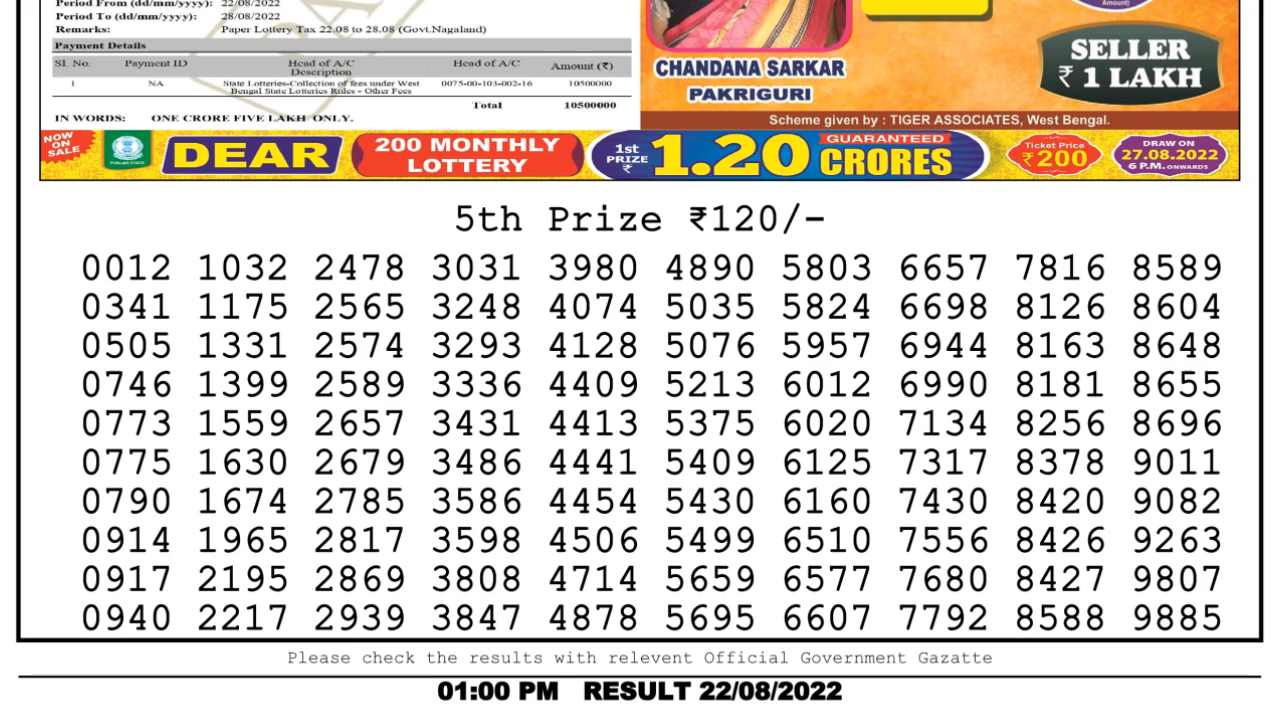 Period From (dd/mm/yyyy): 22/08/2022
Period To (dd/mm/yyyy): 28/08/2022
Remarks: Paper Lottery Tax 22.08 to 28.08 (Govt.Nagaland)
Payment Details
Sl. No. Payment ID Head of A/C Description Head of A/C Amount (₹)
1 NA State Lotteries-Collection of fees under West Bengal State Lotteries Rules - Other Fees 0075-00-103-002-16 10500000
Total 10500000
IN WORDS: ONE CRORE FIVE LAKH ONLY.
Amount)
SELLER
₹ 1 LAKH
CHANDANA SARKAR
PAKRIGURI
Scheme given by : TIGER ASSOCIATES, West Bengal.
NOW ON SALE
PUNJAB STATE
DEAR
200 MONTHLY
LOTTERY
1st PRIZE ₹ 1.20 GUARANTEED CRORES
Ticket Price
₹200
DRAW ON
27.08.2022
6 P.M. ONWARDS
5th Prize ₹120/-
0012 1032 2478 3031 3980 4890 5803 6657 7816 8589
0341 1175 2565 3248 4074 5035 5824 6698 8126 8604
0505 1331 2574 3293 4128 5076 5957 6944 8163 8648
0746 1399 2589 3336 4409 5213 6012 6990 8181 8655
0773 1559 2657 3431 4413 5375 6020 7134 8256 8696
0775 1630 2679 3486 4441 5409 6125 7317 8378 9011
0790 1674 2785 3586 4454 5430 6160 7430 8420 9082
0914 1965 2817 3598 4506 5499 6510 7556 8426 9263
0917 2195 2869 3808 4714 5659 6577 7680 8427 9807
0940 2217 2939 3847 4878 5695 6607 7792 8588 9885
Please check the results with relevent Official Government Gazatte
01:00 PM RESULT 22/08/2022